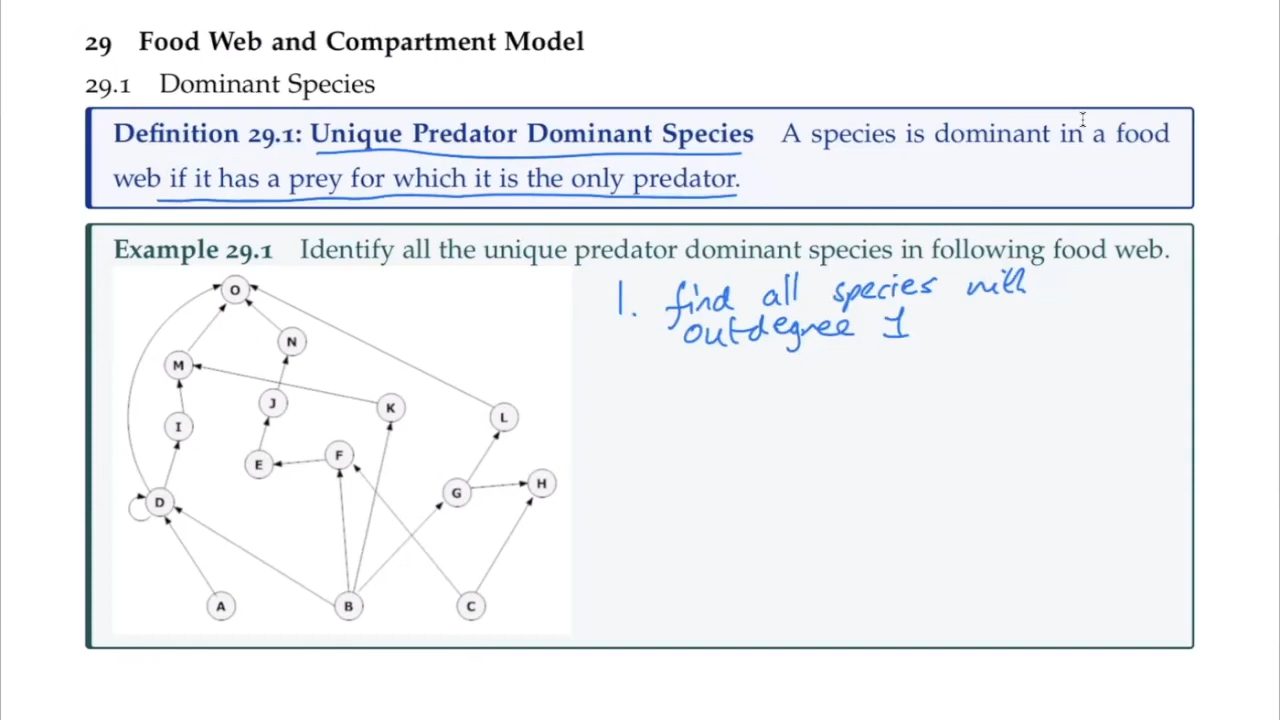 29 Food Web and Compartment Model
29.1 Dominant Species
Definition 29.1: Unique Predator Dominant Species A species is dominant in a food
web if it has a prey for which it is the only predator.
Example 29.1 Identify all the unique predator dominant species in following food web.
1. find all species with
outdegree 1
O
N
M
J
K
L
I
F
E
H
G
D
A
B
C